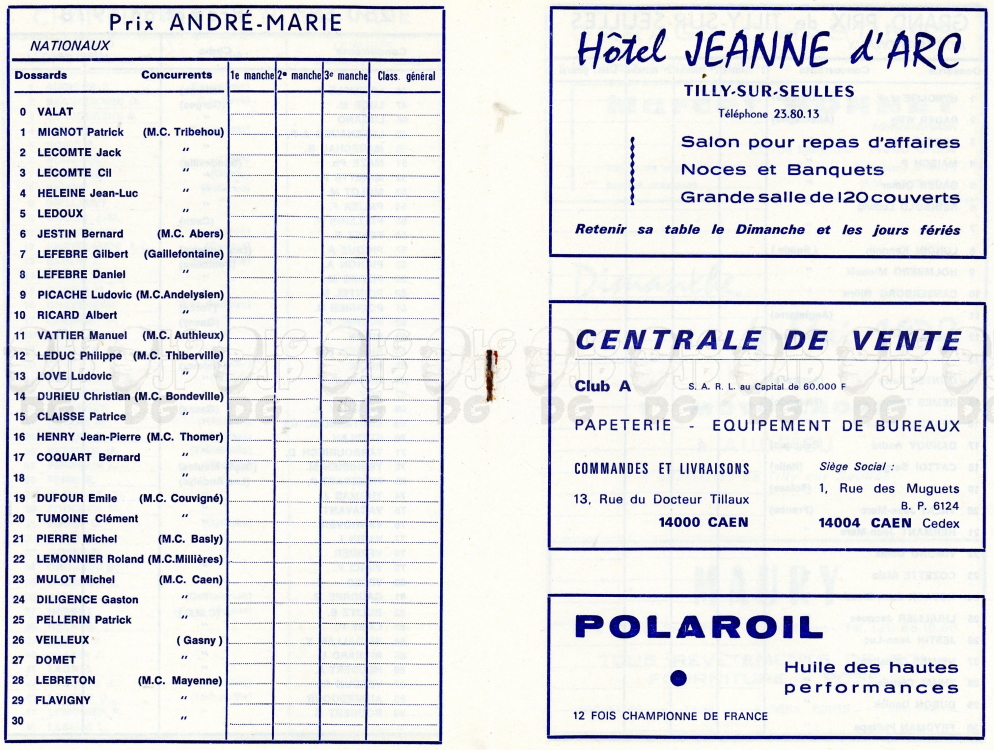 Prix ANDRÉ-MARIE
NATIONAUX
Dossards Concurrents 1e manche 2e manche 3e manche Class. général
0 VALAT
1 MIGNOT Patrick (M.C. Tribehou)
2 LECOMTE Jack "
3 LECOMTE Cil "
4 HELEINE Jean-Luc "
5 LEDOUX "
6 JESTIN Bernard (M.C. Abers)
7 LEFEBRE Gilbert (Gaillefontaine)
8 LEFEBRE Daniel "
9 PICACHE Ludovic (M.C.Andelysien)
10 RICARD Albert "
11 VATTIER Manuel (M.C. Authieux)
12 LEDUC Philippe (M.C. Thiberville)
13 LOVE Ludovic "
14 DURIEU Christian (M.C. Bondeville)
15 CLAISSE Patrice "
16 HENRY Jean-Pierre (M.C. Thomer)
17 COQUART Bernard "
18 "
19 DUFOUR Emile (M.C. Couvigné)
20 TUMOINE Clément "
21 PIERRE Michel (M.C. Basly)
22 LEMONNIER Roland (M.C.Millières)
23 MULOT Michel (M.C. Caen)
24 DILIGENCE Gaston "
25 PELLERIN Patrick "
26 VEILLEUX (Gasny)
27 DOMET "
28 LEBRETON (M.C. Mayenne)
29 FLAVIGNY "
30 "
Hôtel JEANNE d'ARC
TILLY-SUR-SEULLES
Téléphone 23.80.13
Salon pour repas d'affaires
Noces et Banquets
Grande salle de 120 couverts
Retenir sa table le Dimanche et les jours fériés
CENTRALE DE VENTE
Club A S. A. R. L. au Capital de 60.000 F
PAPETERIE - EQUIPEMENT DE BUREAUX
COMMANDES ET LIVRAISONS
13, Rue du Docteur Tillaux
14000 CAEN
Siège Social :
1, Rue des Muguets
B. P. 6124
14004 CAEN Cedex
POLAROIL
Huile des hautes
performances
12 FOIS CHAMPIONNE DE FRANCE